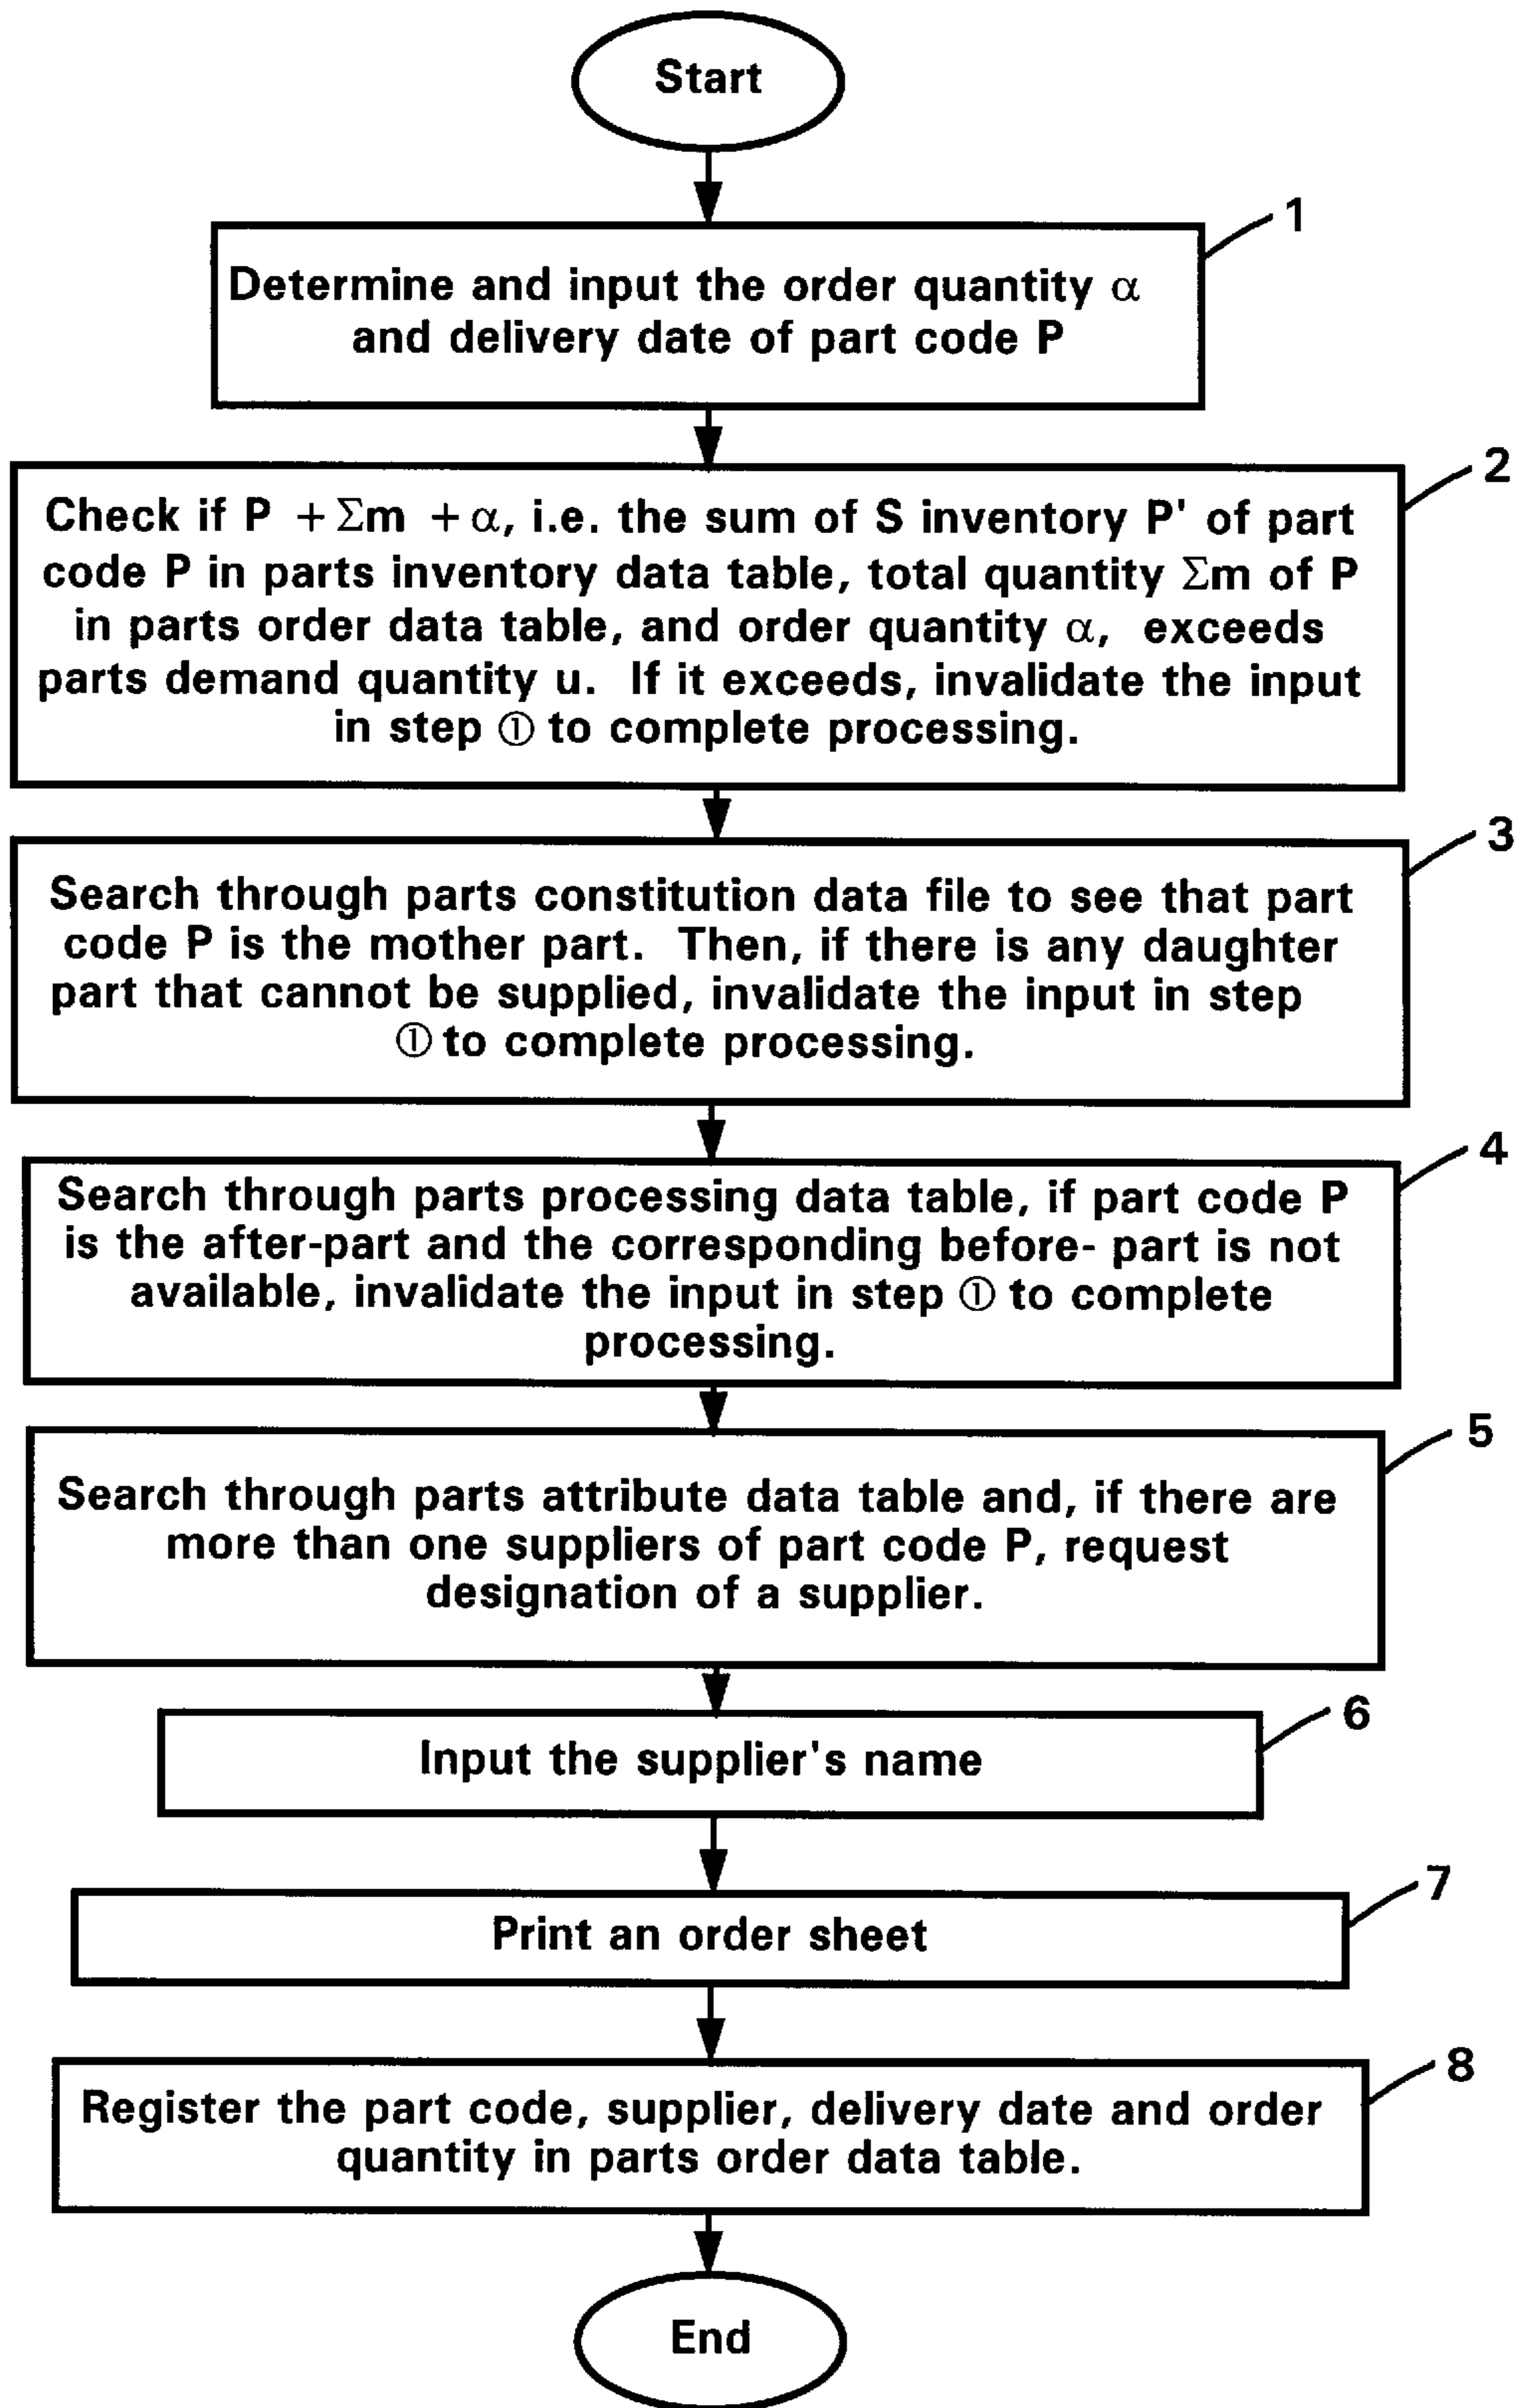 Start
1
Determine and input the order quantity α
and delivery date of part code P
2
Check if P + Σm + α, i.e. the sum of S inventory P' of part
code P in parts inventory data table, total quantity Σm of P
in parts order data table, and order quantity α, exceeds
parts demand quantity u. If it exceeds, invalidate the input
in step ① to complete processing.
3
Search through parts constitution data file to see that part
code P is the mother part. Then, if there is any daughter
part that cannot be supplied, invalidate the input in step
① to complete processing.
4
Search through parts processing data table, if part code P
is the after-part and the corresponding before- part is not
available, invalidate the input in step ① to complete
processing.
5
Search through parts attribute data table and, if there are
more than one suppliers of part code P, request
designation of a supplier.
6
Input the supplier's name
7
Print an order sheet
8
Register the part code, supplier, delivery date and order
quantity in parts order data table.
End